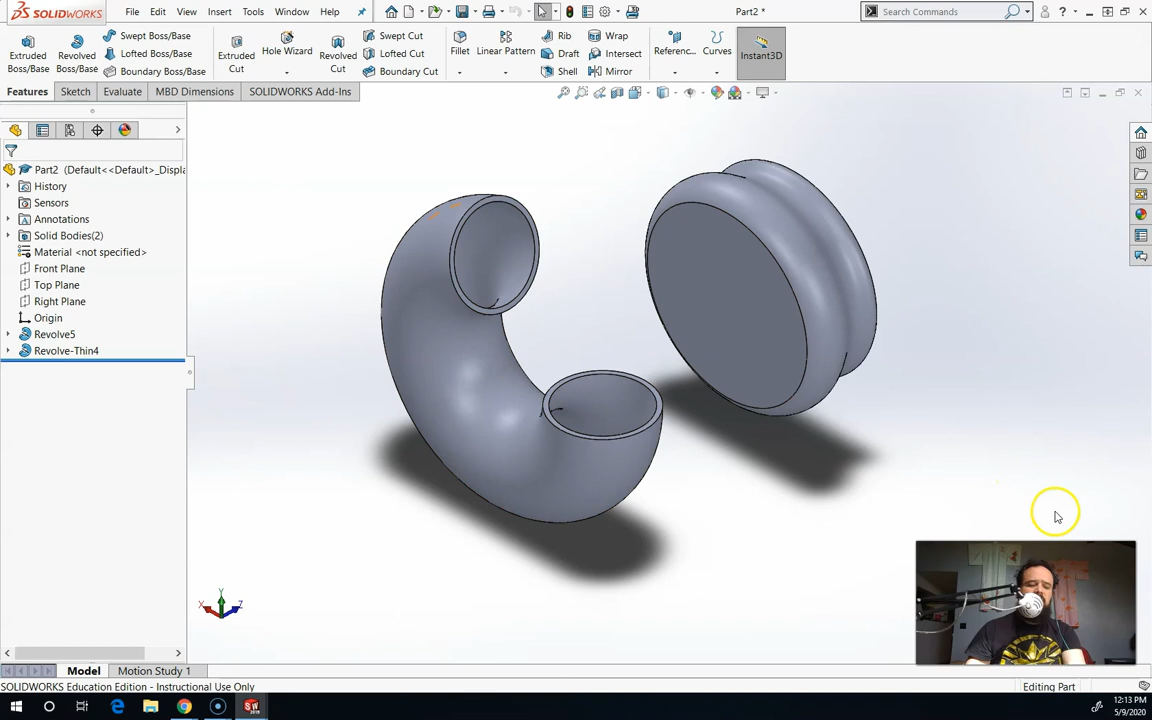 SOLIDWORKS
File
Edit
View
Insert
Tools
Window
Help
Part2 *
Search Commands
Extruded
Boss/Base
Revolved
Boss/Base
Swept Boss/Base
Lofted Boss/Base
Boundary Boss/Base
Extruded
Cut
Hole Wizard
Revolved
Cut
Swept Cut
Lofted Cut
Boundary Cut
Fillet
Linear Pattern
Rib
Draft
Shell
Wrap
Intersect
Mirror
Referenc...
Curves
Instant3D
Features
Sketch
Evaluate
MBD Dimensions
SOLIDWORKS Add-Ins
Part2 (Default<<Default>_Displa
History
Sensors
Annotations
Solid Bodies(2)
Material <not specified>
Front Plane
Top Plane
Right Plane
Origin
Revolve5
Revolve-Thin4
Y
X
Z
Model
Motion Study 1
SOLIDWORKS Education Edition - Instructional Use Only
Editing Part
12:13 PM
5/9/2020